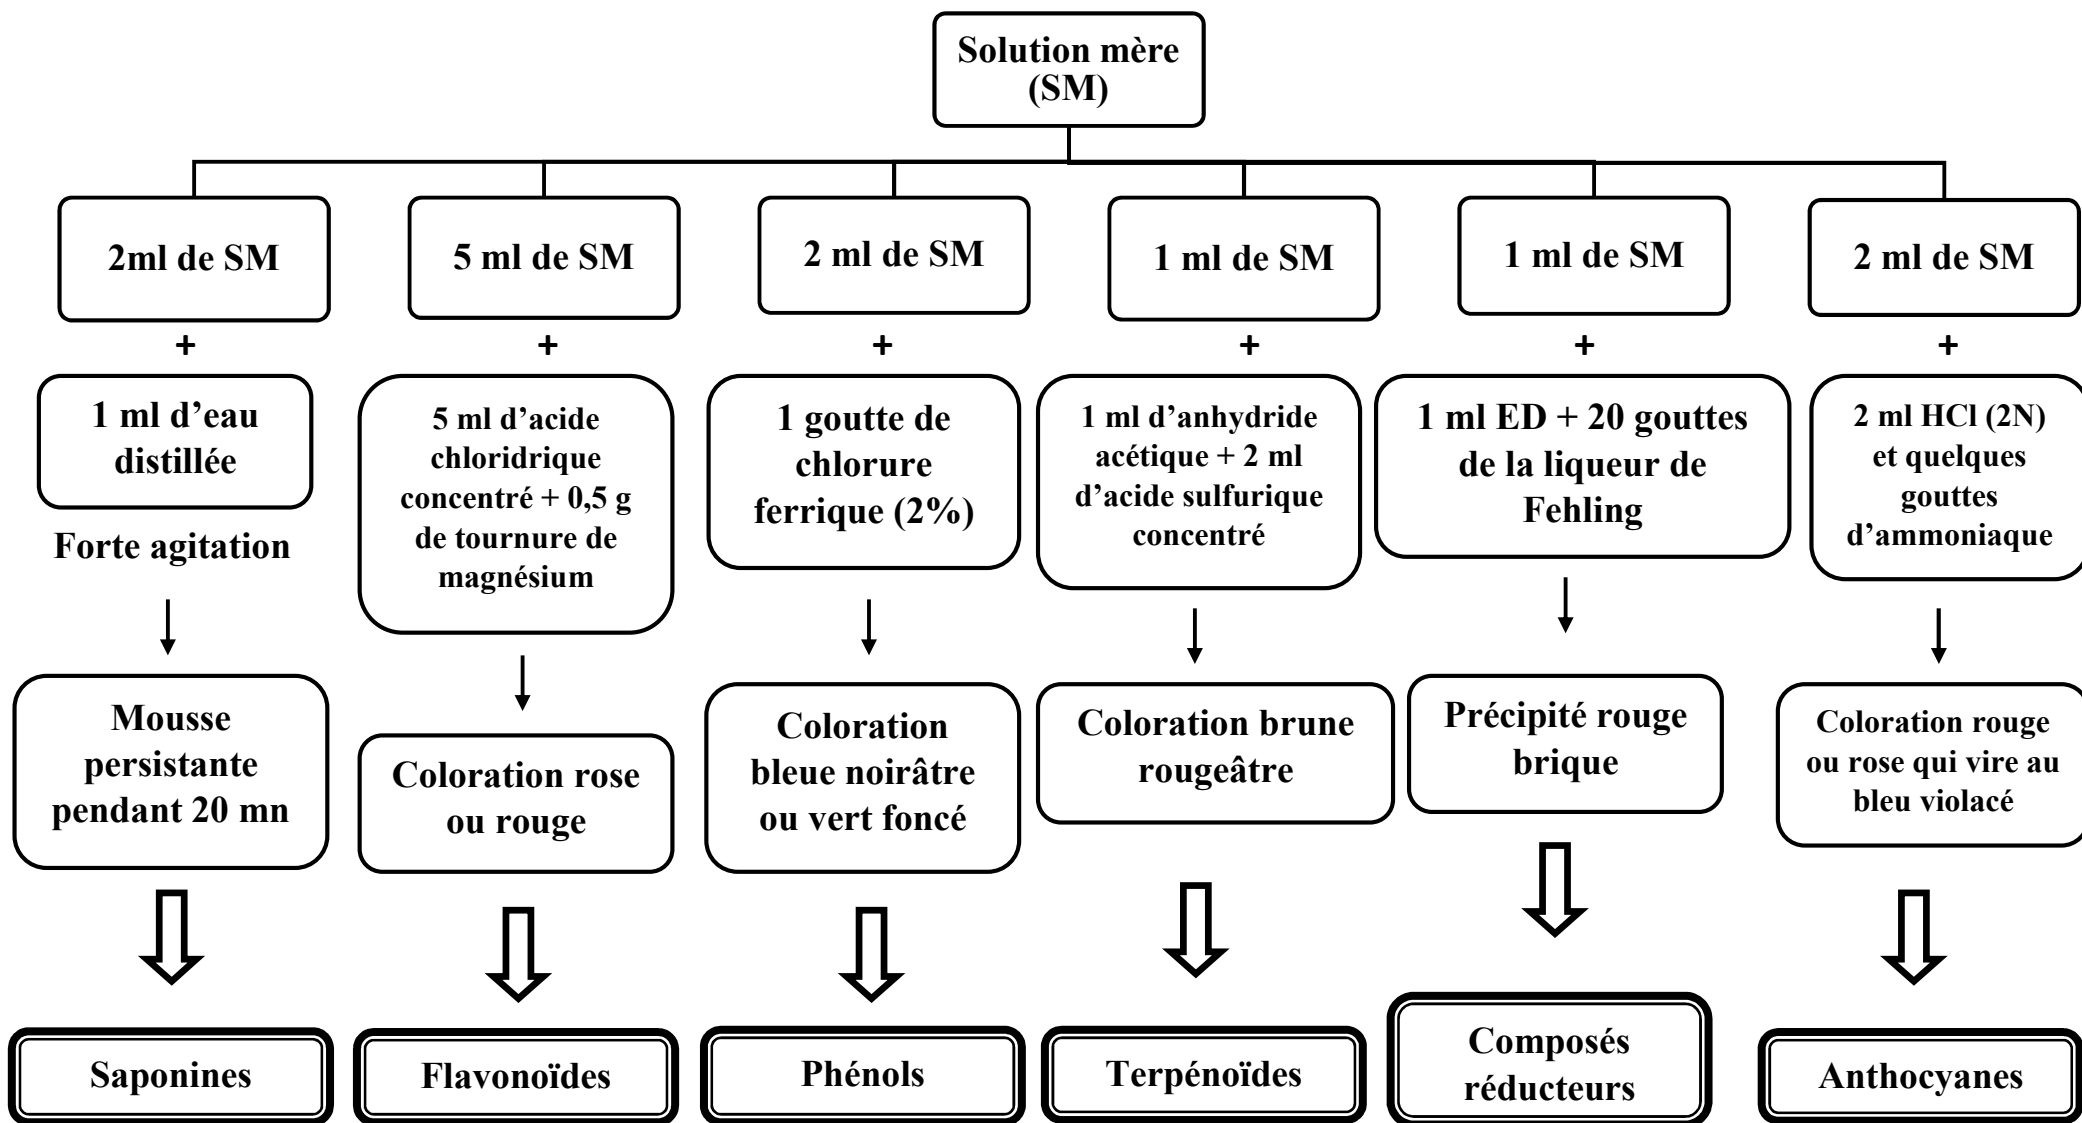 Solution mère
(SM)
2ml de SM
5 ml de SM
2 ml de SM
1 ml de SM
1 ml de SM
2 ml de SM
+
+
+
+
+
+
1 ml d’eau
distillée
Forte agitation
5 ml d’acide
chloridrique
concentré + 0,5 g
de tournure de
magnésium
1 goutte de
chlorure
ferrique (2%)
1 ml d’anhydride
acétique + 2 ml
d’acide sulfurique
concentré
1 ml ED + 20 gouttes
de la liqueur de
Fehling
2 ml HCl (2N)
et quelques
gouttes
d’ammoniaque
Mousse
persistante
pendant 20 mn
Coloration rose
ou rouge
Coloration
bleue noirâtre
ou vert foncé
Coloration brune
rougeâtre
Précipité rouge
brique
Coloration rouge
ou rose qui vire au
bleu violacé
Saponines
Flavonoïdes
Phénols
Terpénoïdes
Composés
réducteurs
Anthocyanes